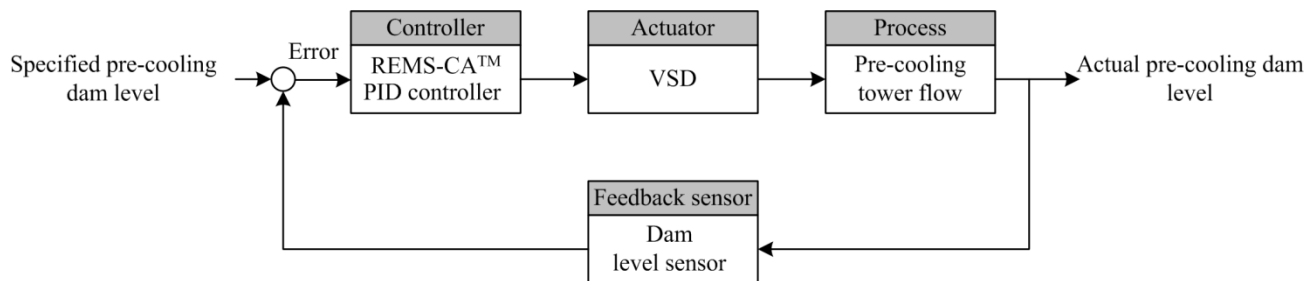 Specified pre-cooling
dam level
Error
Controller
REMS-CA™
PID controller
Actuator
VSD
Process
Pre-cooling
tower flow
Actual pre-cooling dam
level
Feedback sensor
Dam
level sensor